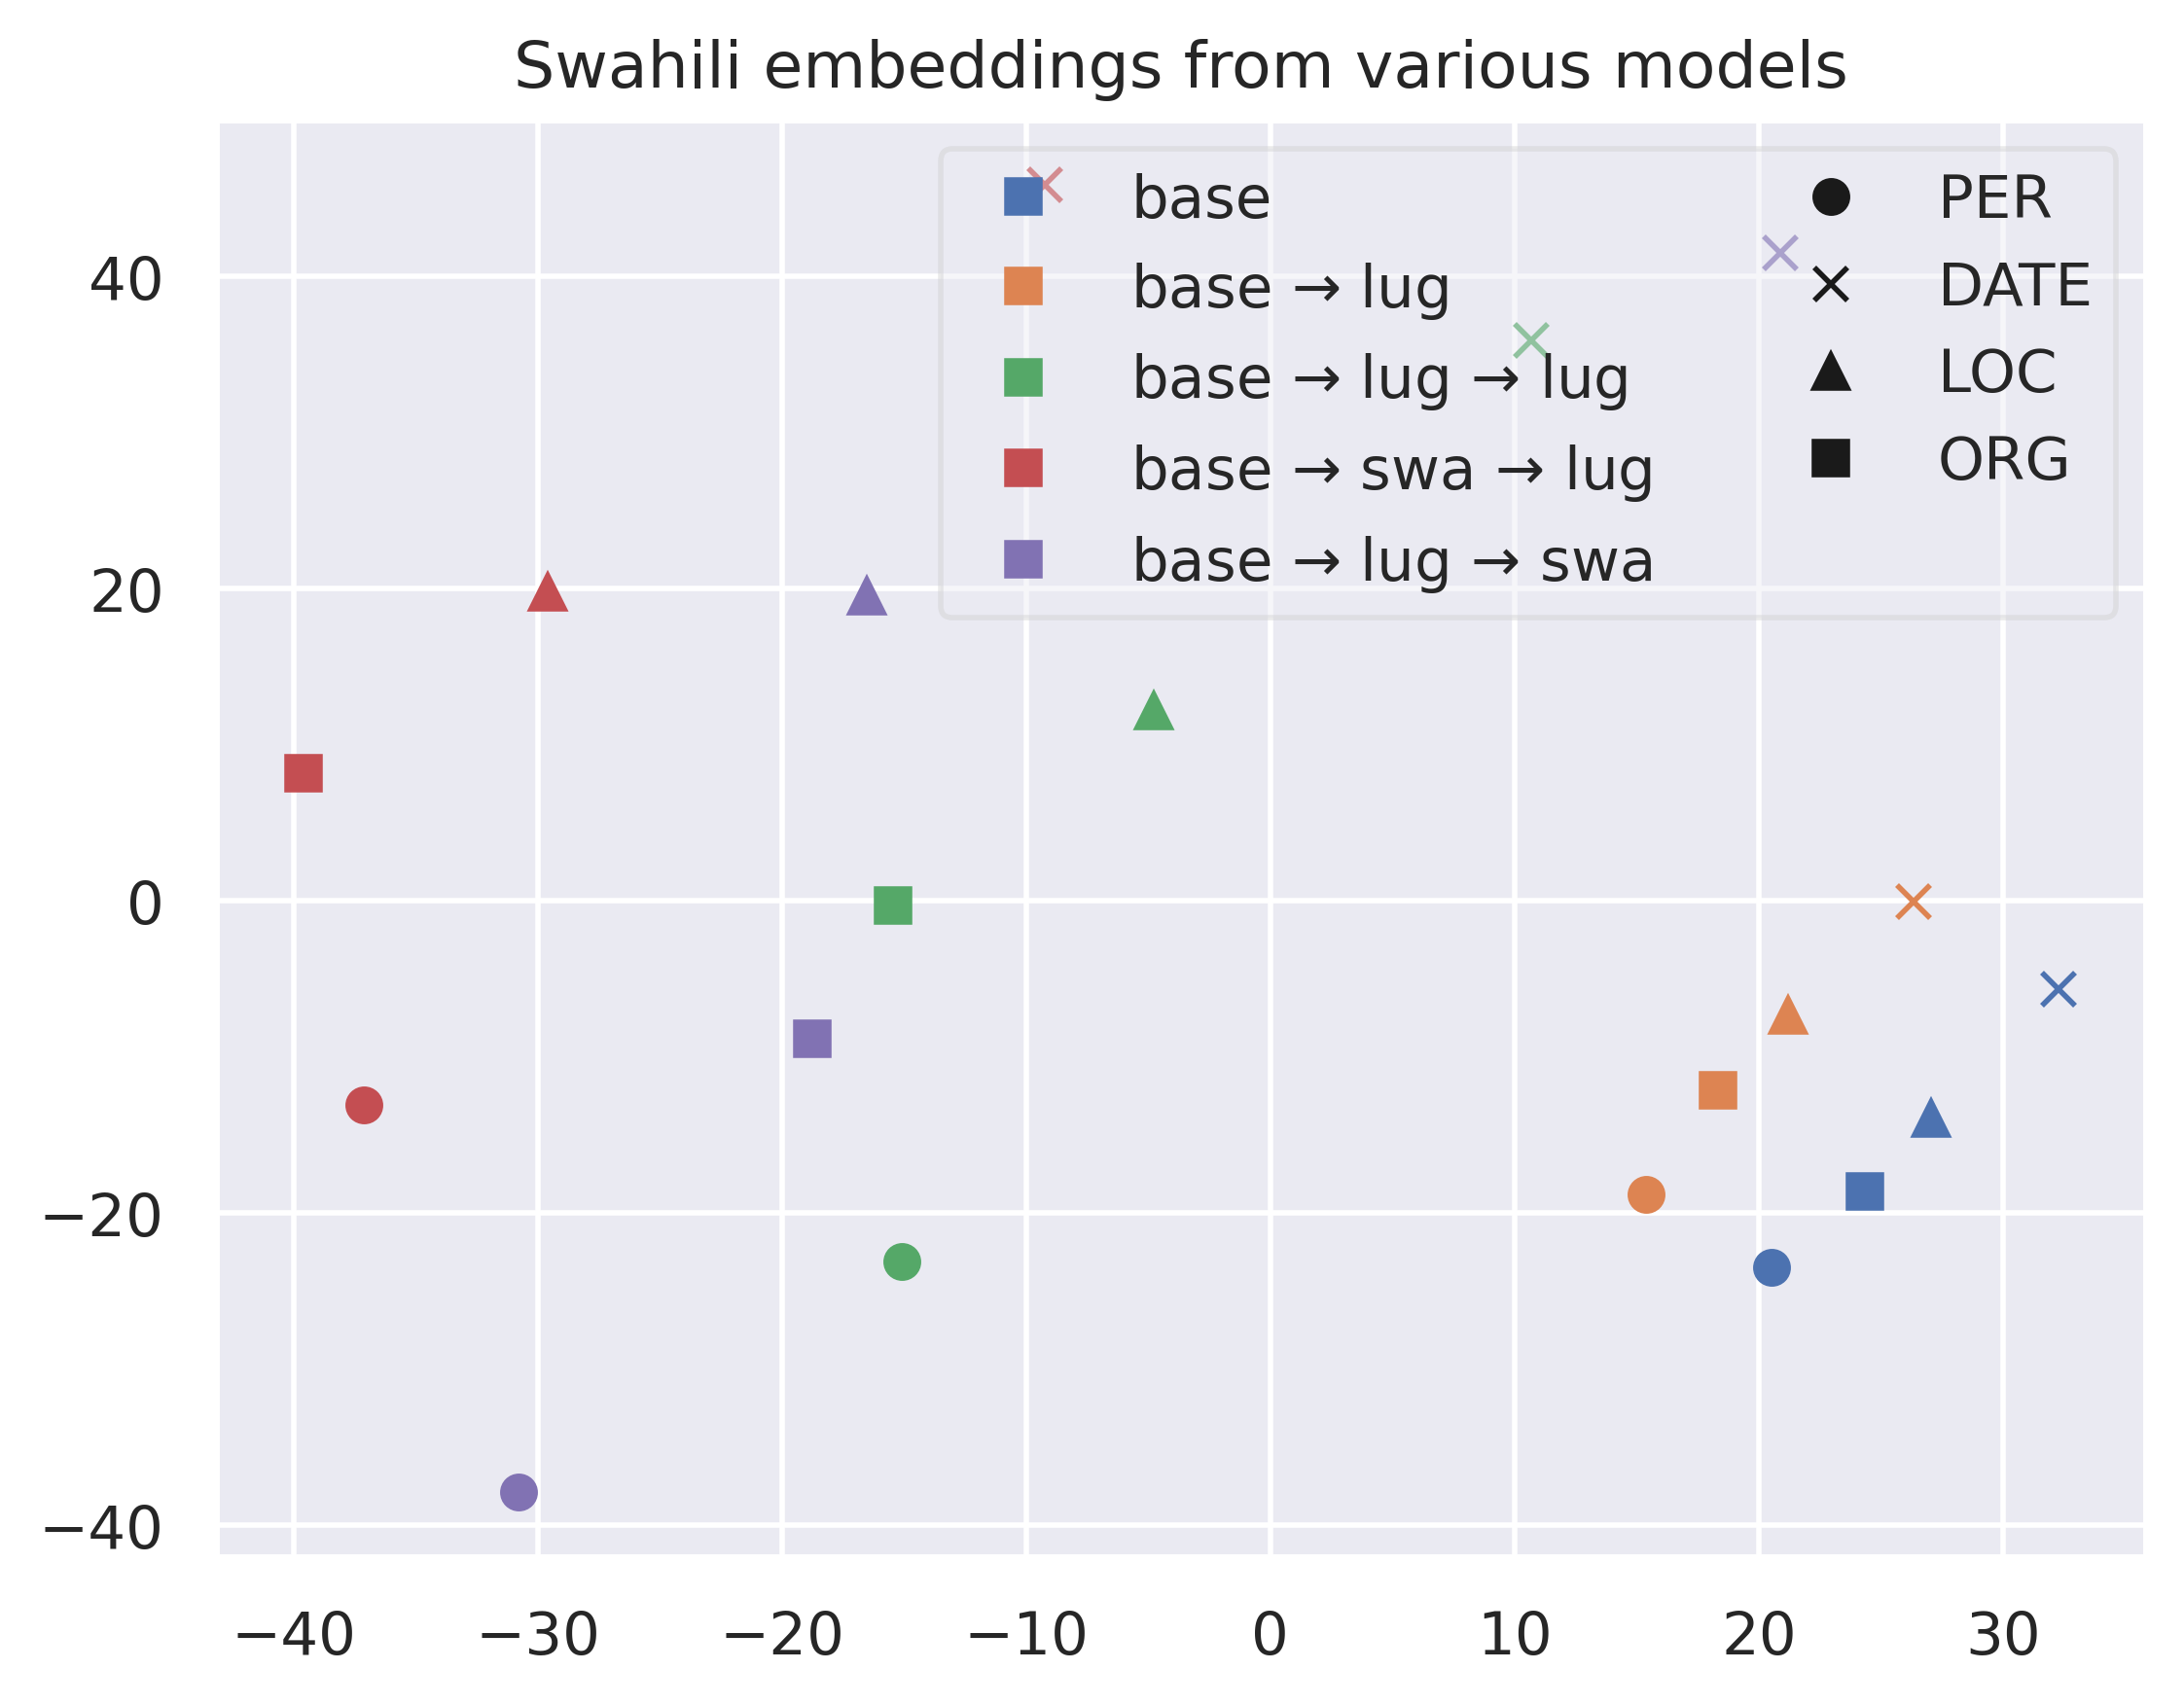 Swahili embeddings from various models
base
base → lug
base → lug → lug
base → swa → lug
base → lug → swa
PER
DATE
LOC
ORG
40
20
0
−20
−40
−40 −30 −20 −10 0 10 20 30